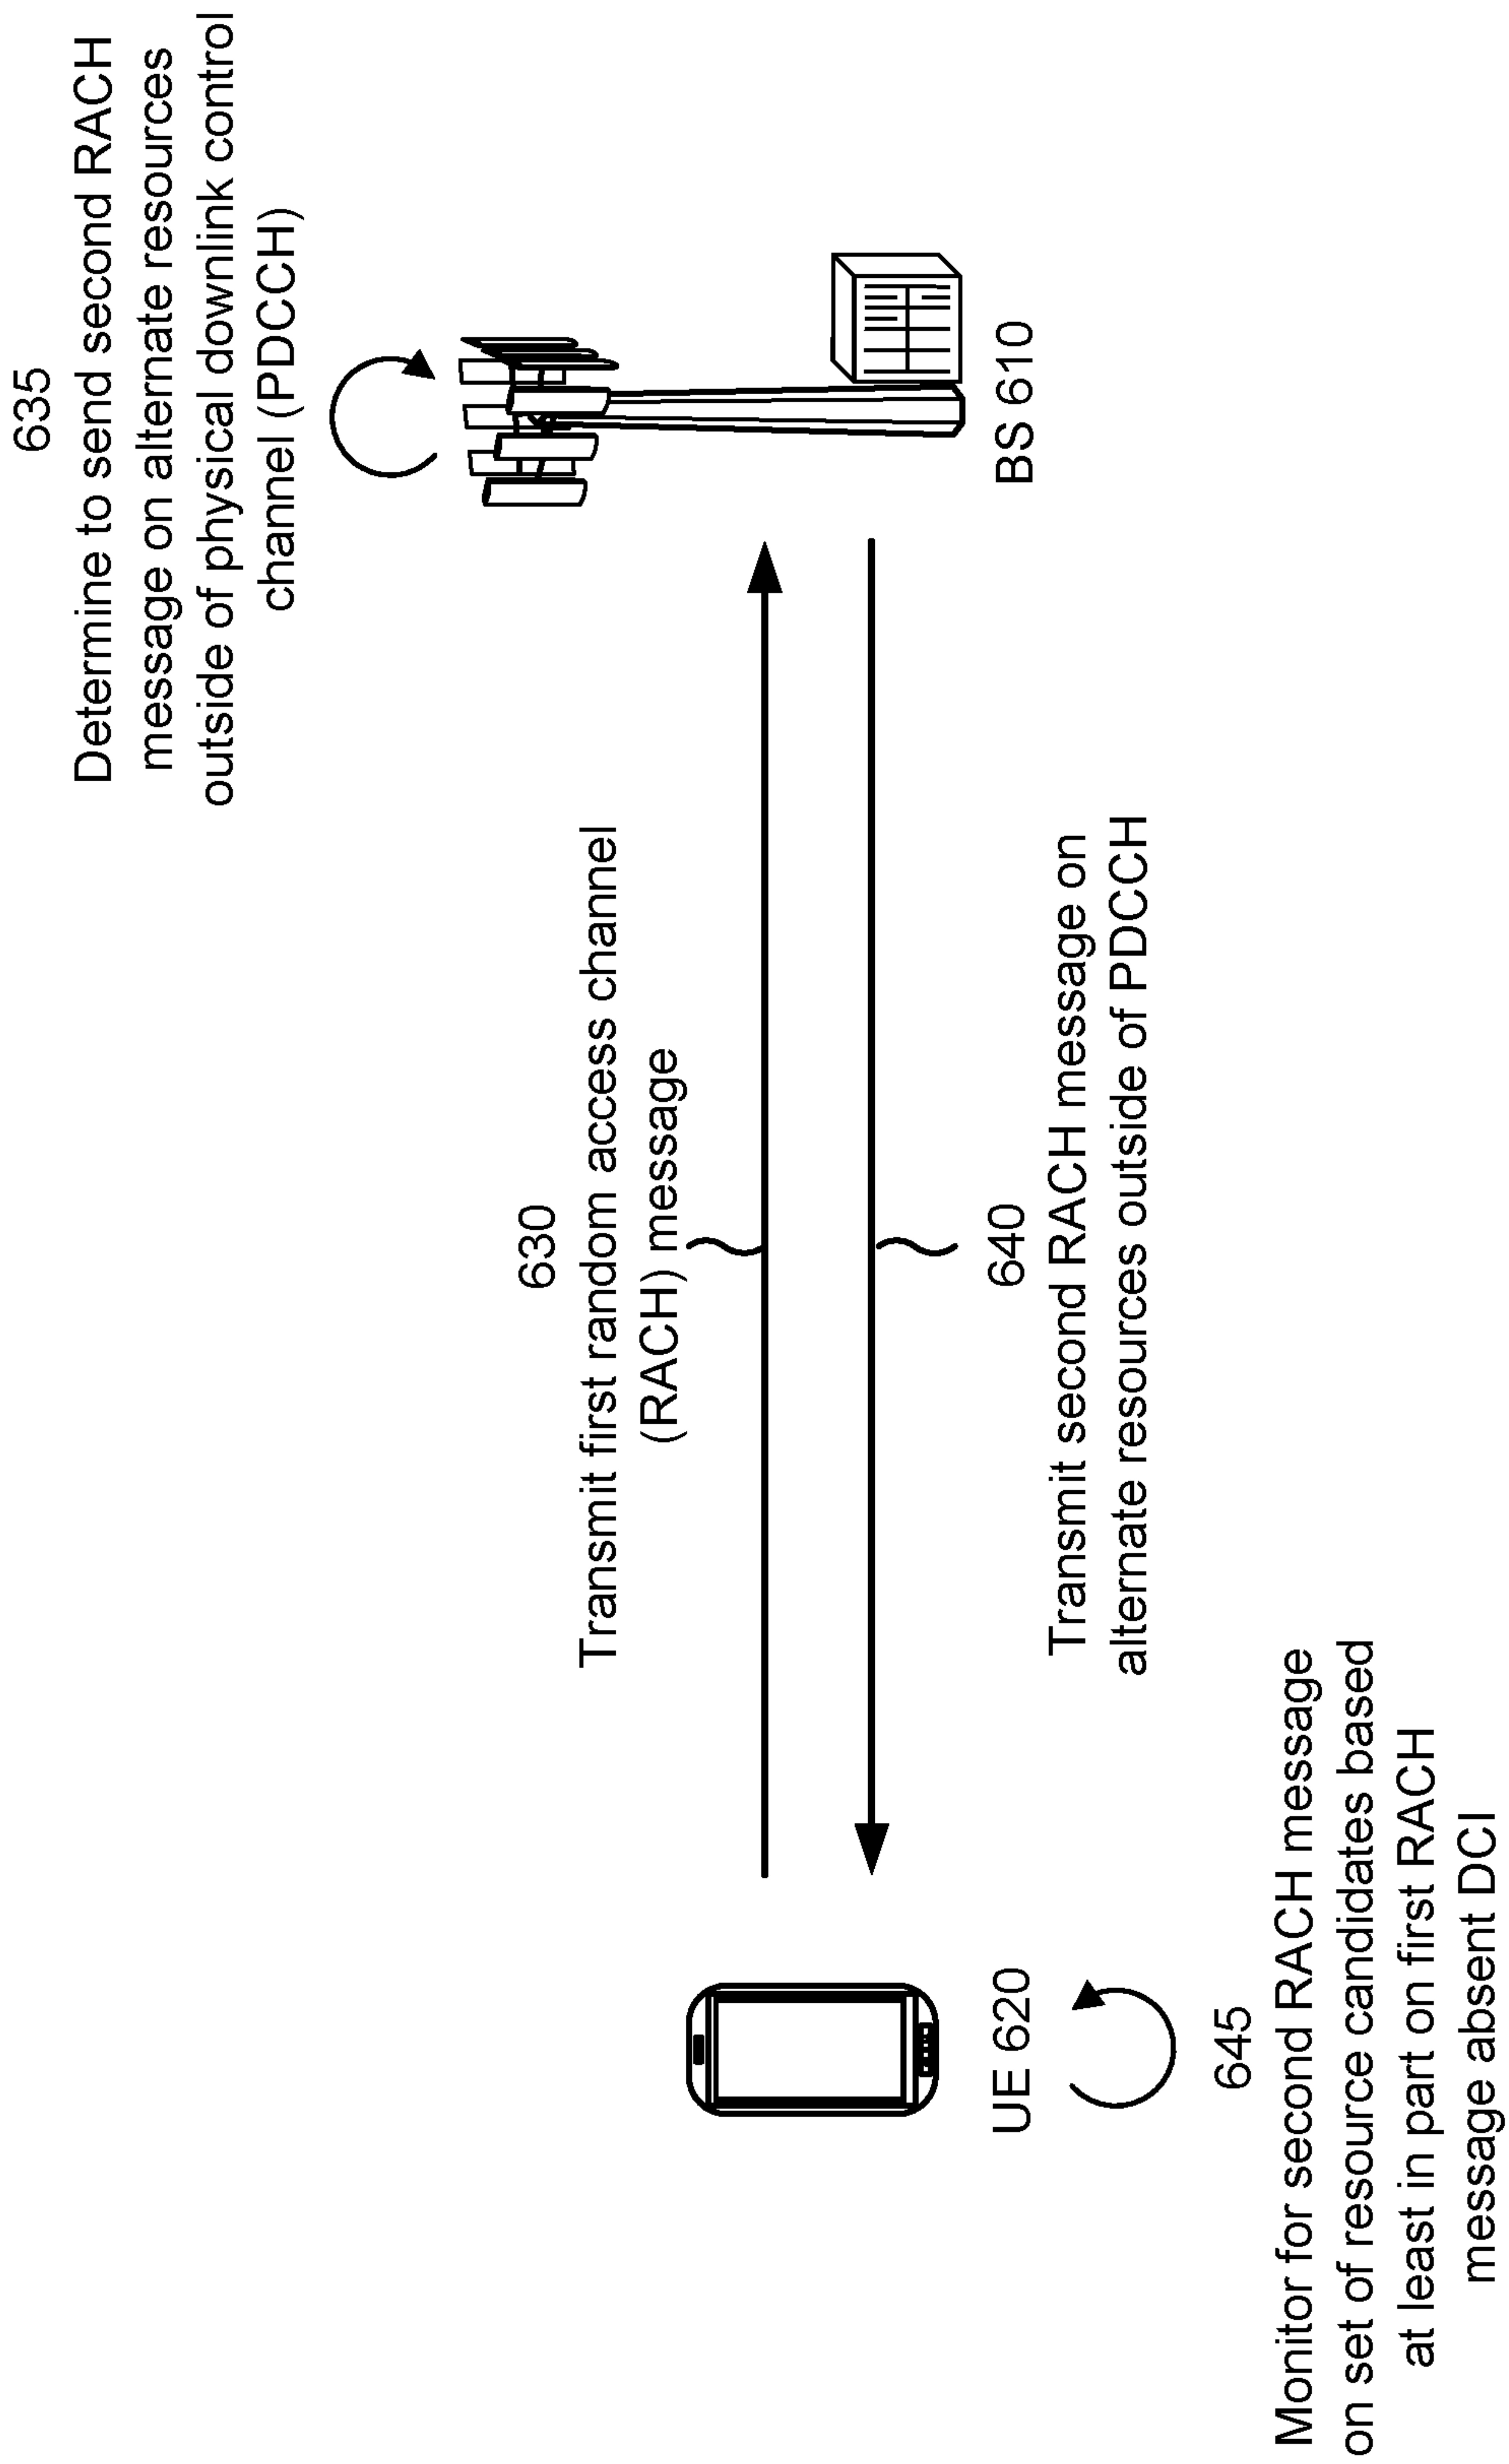 635
Determine to send second RACH
message on alternate resources
outside of physical downlink control
channel (PDCCH)
630
Transmit first random access channel
(RACH) message
BS 610
640
Transmit second RACH message on
alternate resources outside of PDCCH
UE 620
645
Monitor for second RACH message
on set of resource candidates based
at least in part on first RACH
message absent DCI